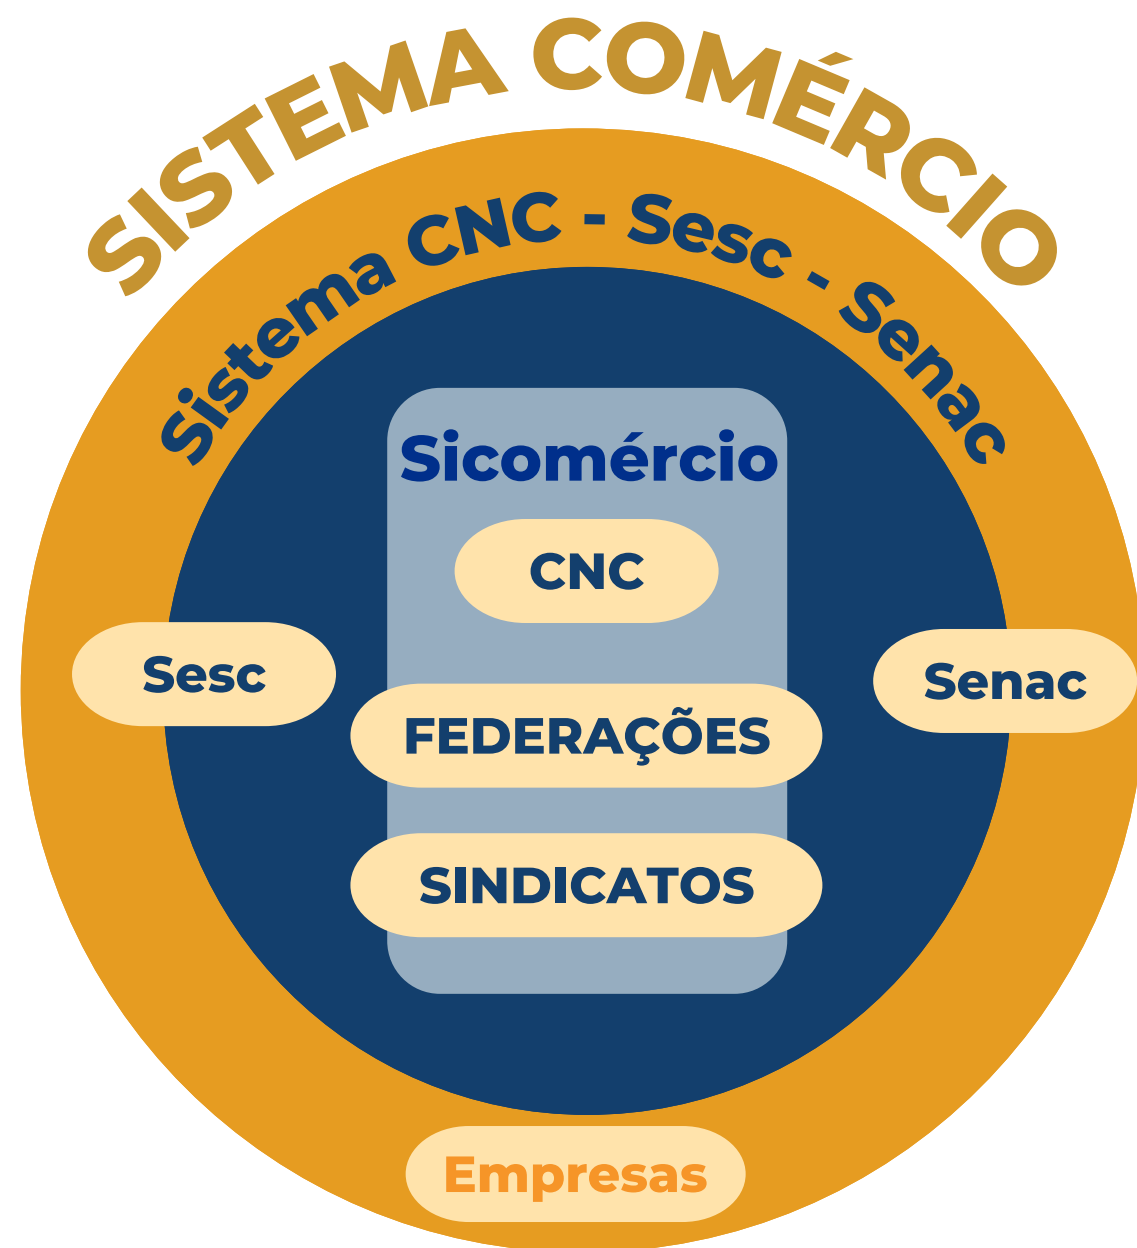 SISTEMA COMÉRCIO
Sistema CNC - Sesc - Senac
Sicomércio
CNC
Sesc
Senac
FEDERAÇÕES
SINDICATOS
Empresas